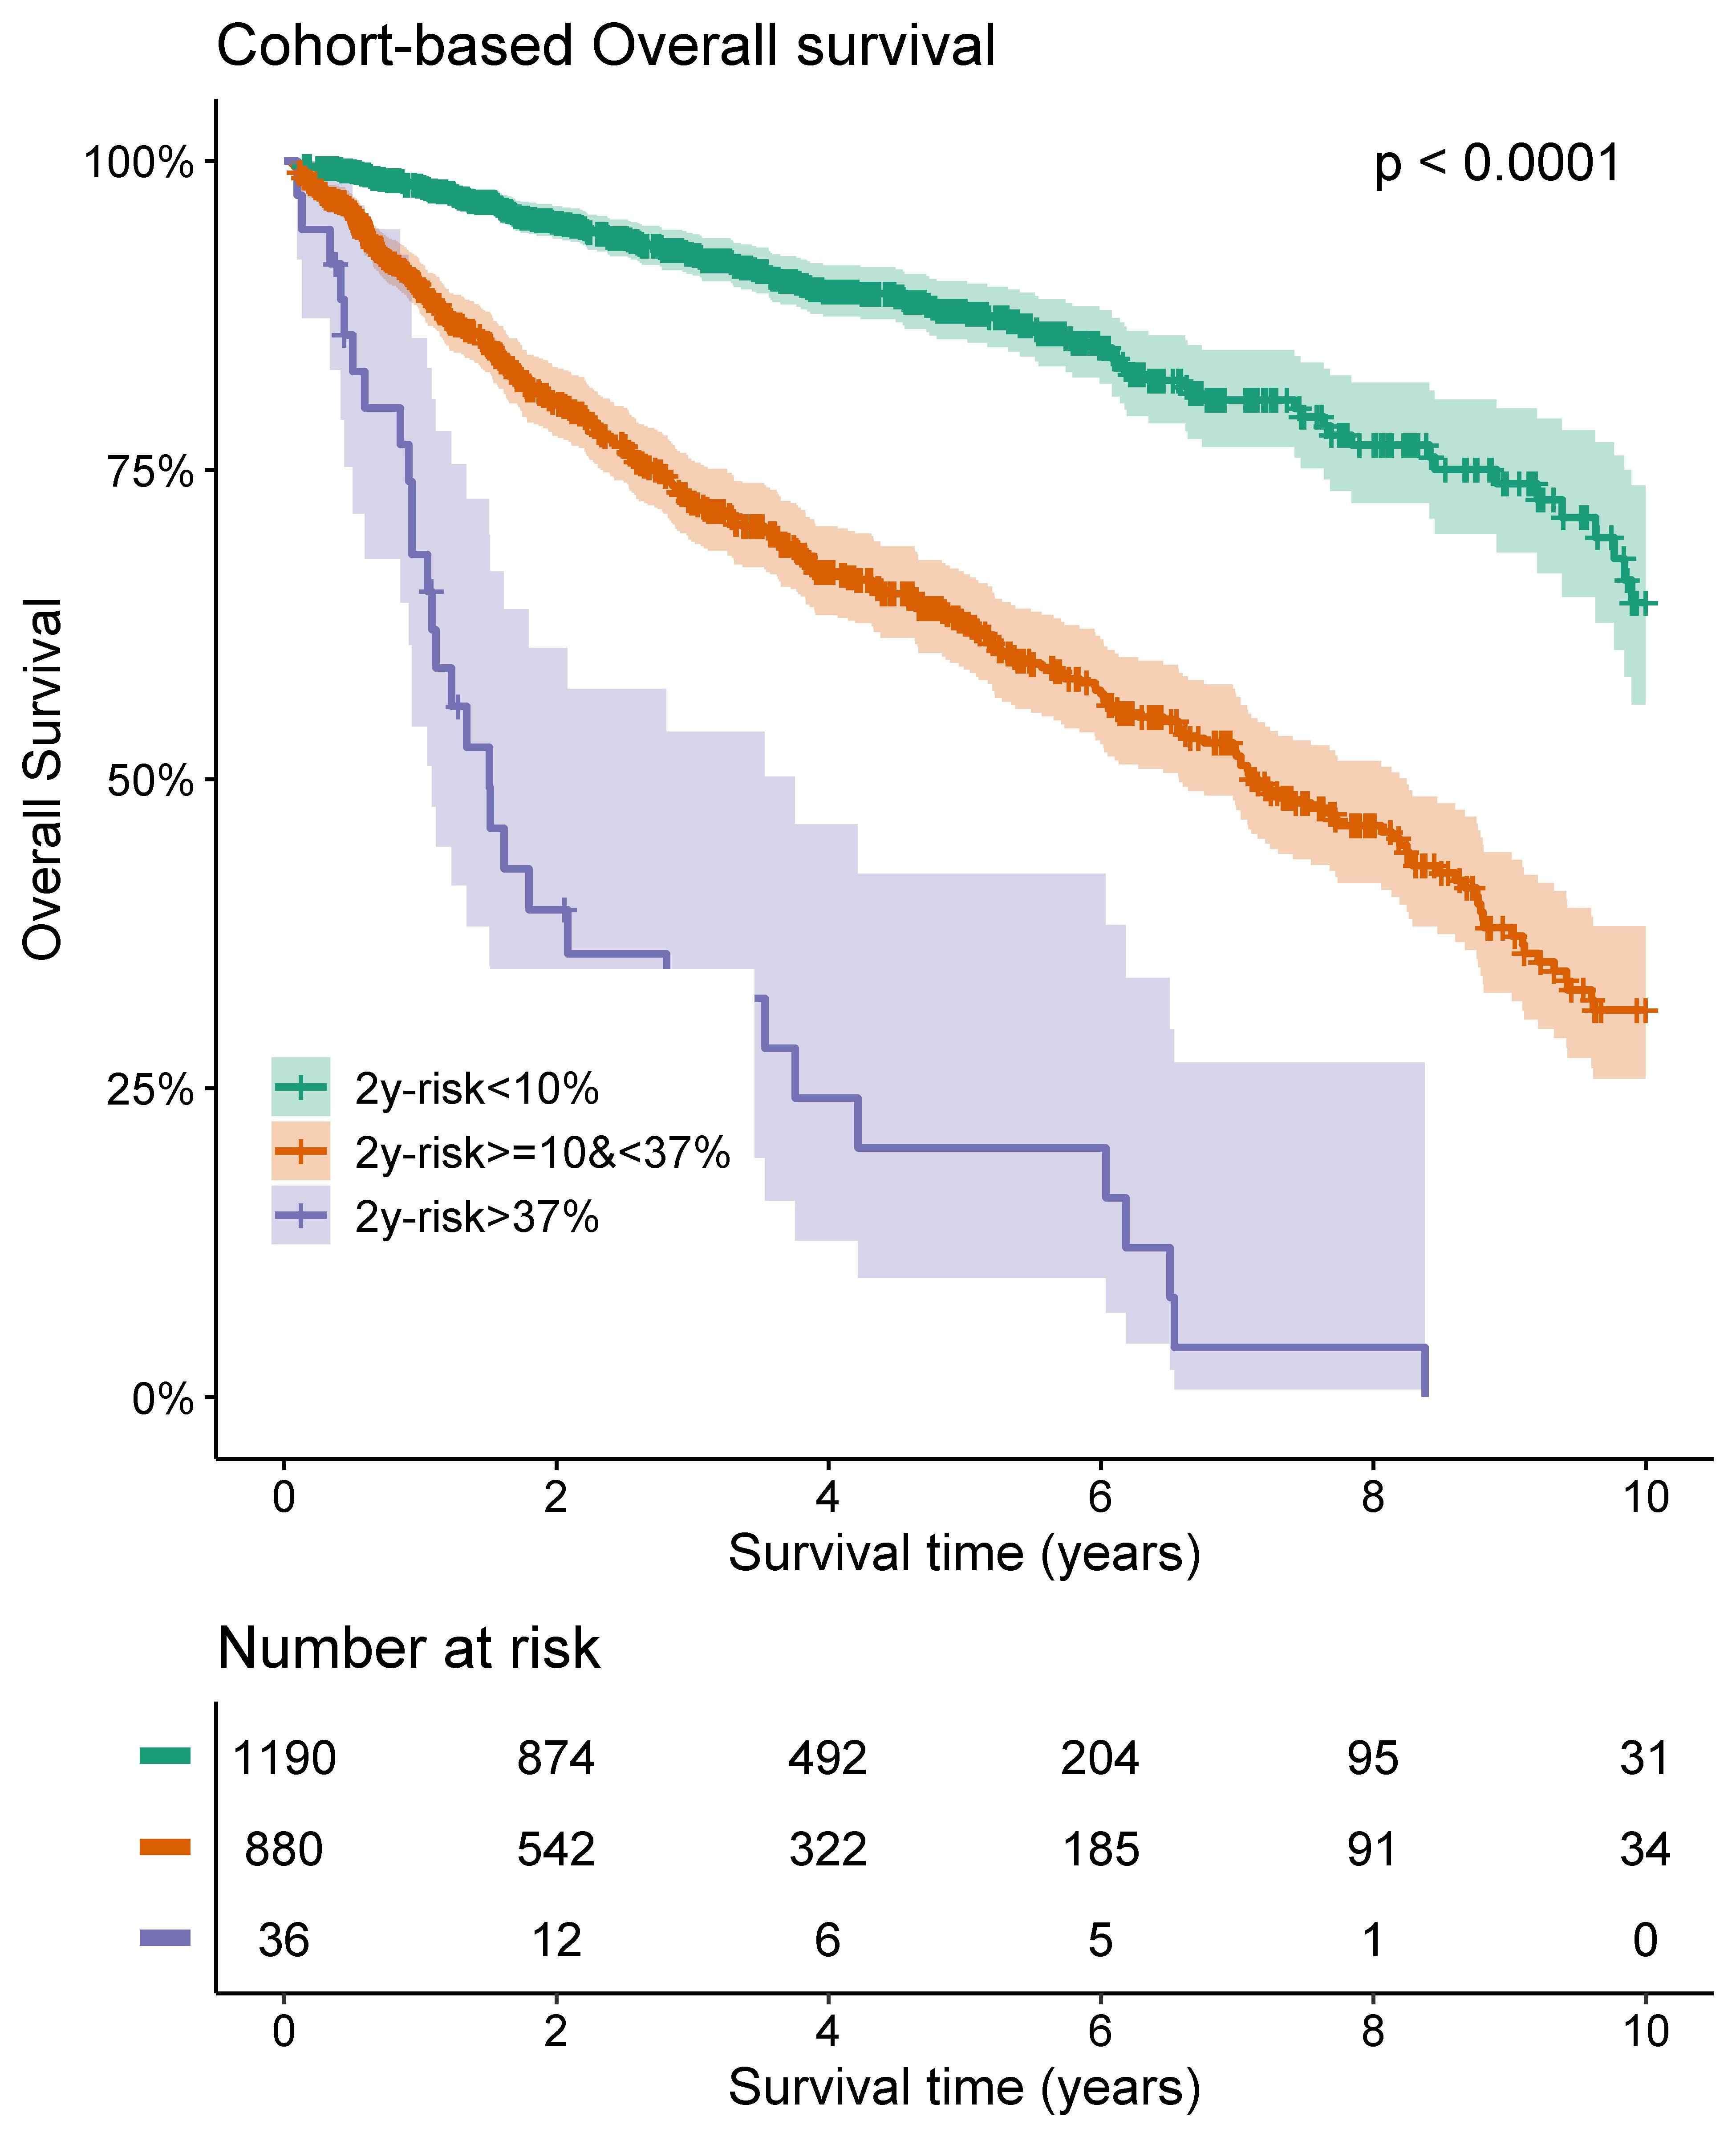 Cohort-based Overall survival
p < 0.0001
100%
75%
50%
25%
0%
Overall Survival
2y-risk<10%
2y-risk>=10&<37%
2y-risk>37%
0 2 4 6 8 10
Survival time (years)
Number at risk
1190 874 492 204 95 31
880 542 322 185 91 34
36 12 6 5 1 0
0 2 4 6 8 10
Survival time (years)